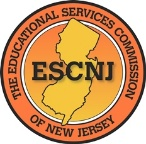 THE EDUCATIONAL SERVICES COMMISSION
ESCNJ
OF NEW JERSEY